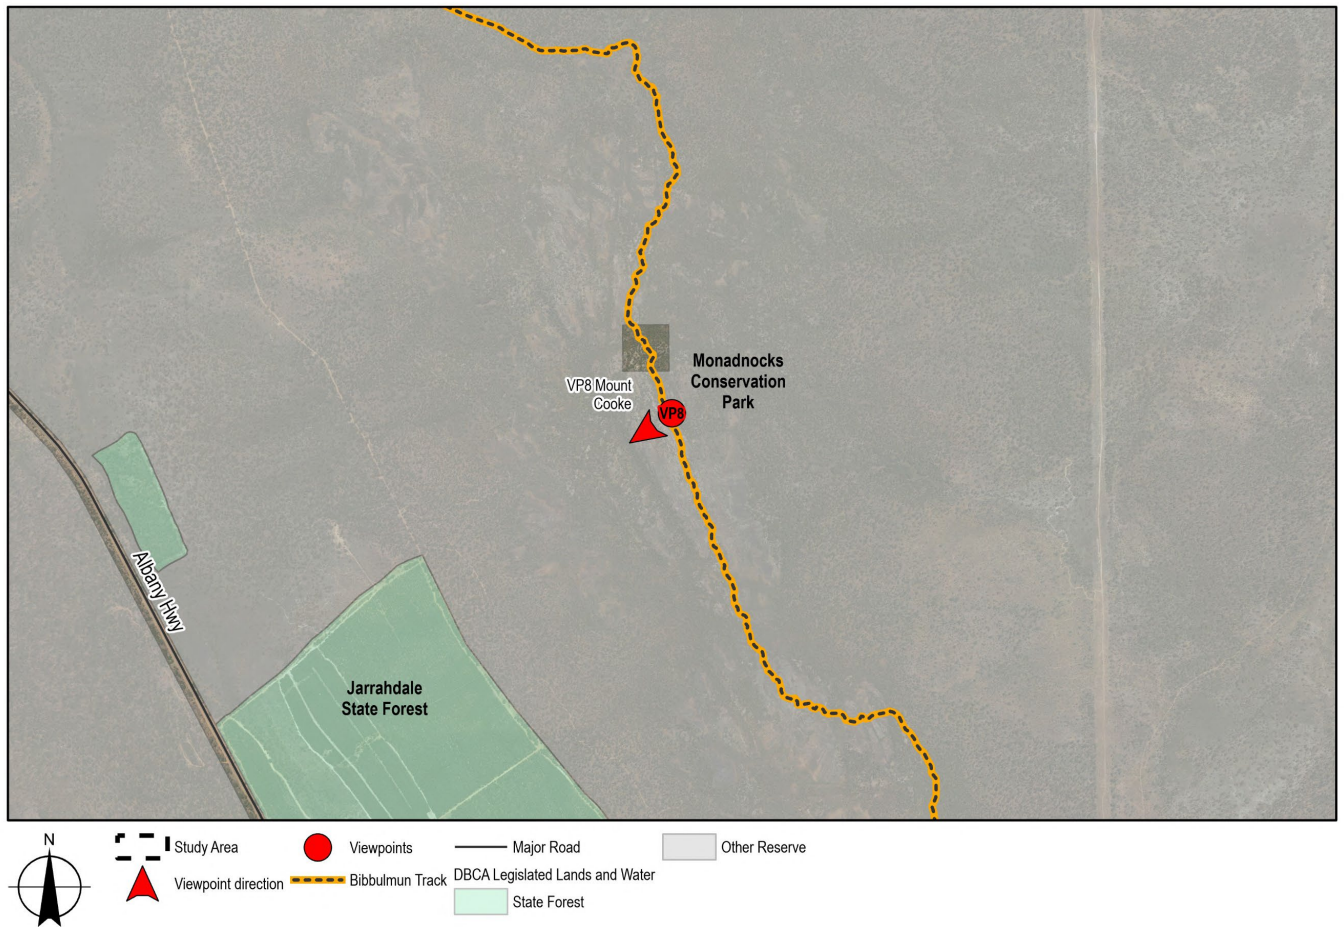 Monadnocks
Conservation
Park
VP8 Mount
Cooke
VP8
Albany Hwy
Jarrahdale
State Forest
N
Study Area
Viewpoints
Major Road
Other Reserve
Viewpoint direction
Bibbulmun Track
DBCA Legislated Lands and Water
State Forest